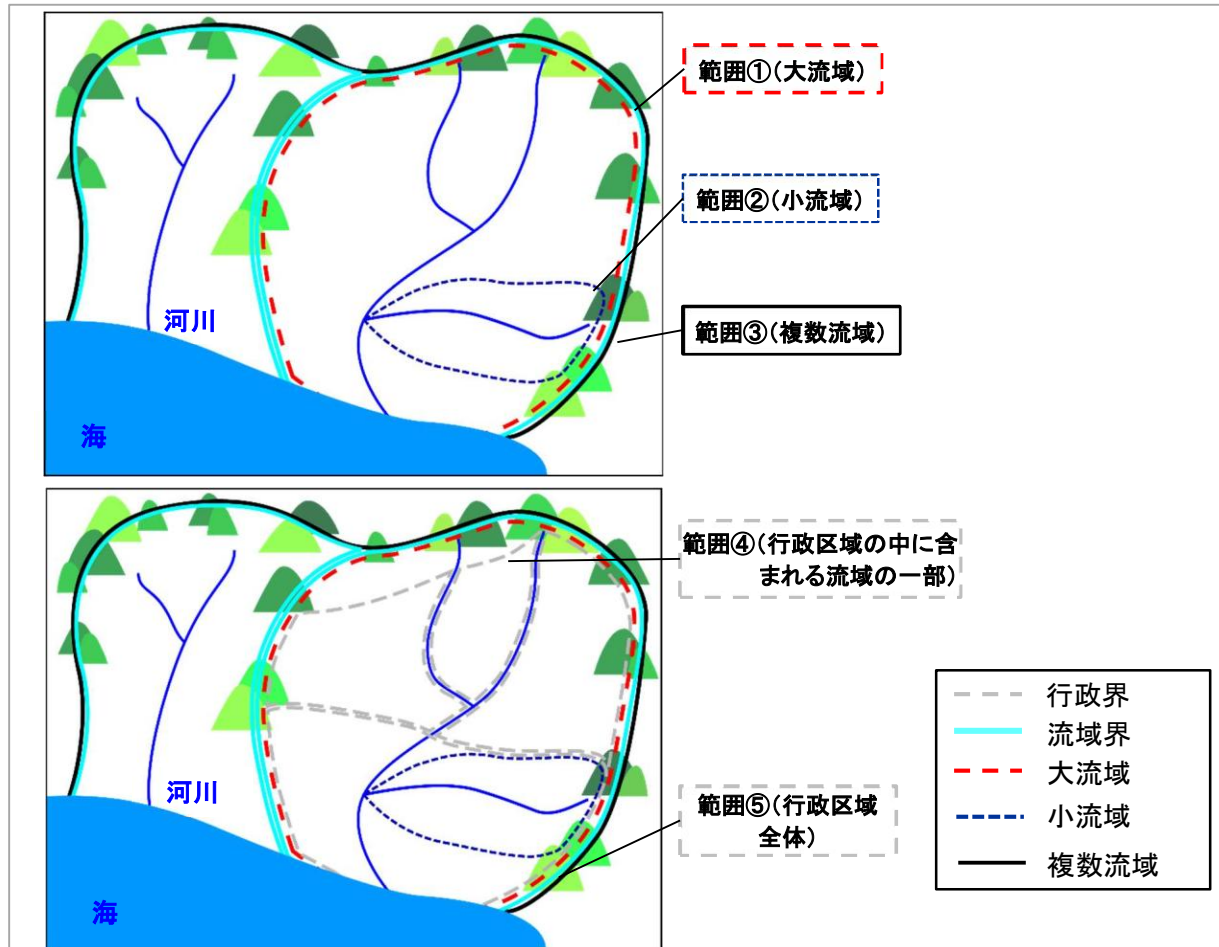 範囲①(大流域)
範囲②(小流域)
範囲③(複数流域)
河川
海
範囲④(行政区域の中に含
まれる流域の一部)
範囲⑤(行政区域
全体)
河川
海
行政界
流域界
大流域
小流域
複数流域